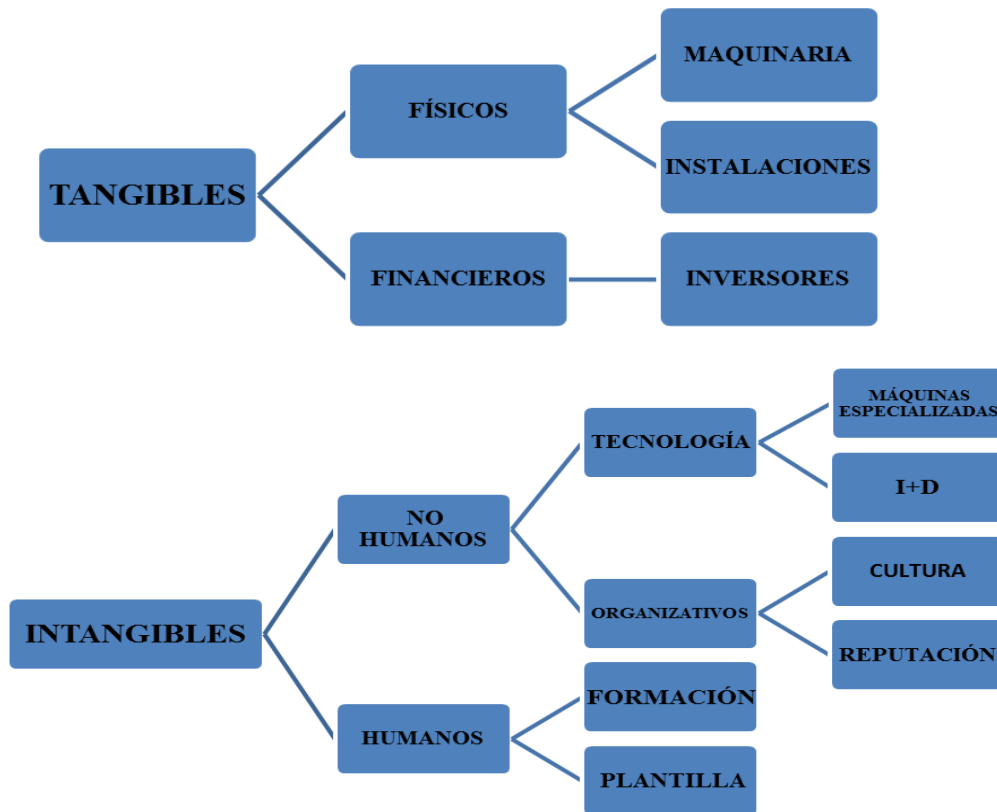 TANGIBLES
FÍSICOS
MAQUINARIA
INSTALACIONES
FINANCIEROS
INVERSORES
INTANGIBLES
NO
HUMANOS
TECNOLOGÍA
MÁQUINAS
ESPECIALIZADAS
I+D
ORGANIZATIVOS
CULTURA
REPUTACIÓN
HUMANOS
FORMACIÓN
PLANTILLA